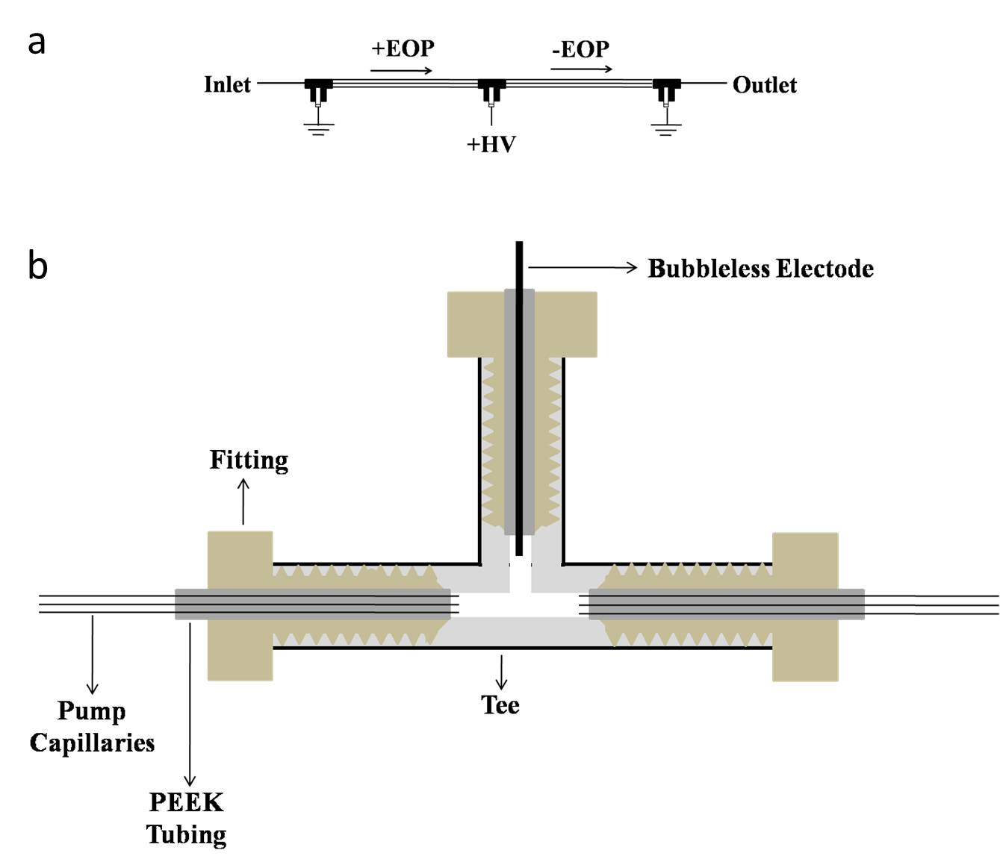 a
+EOP
-EOP
Inlet
Outlet
+HV
b
Bubbleless Electode
Fitting
Tee
Pump
Capillaries
PEEK
Tubing